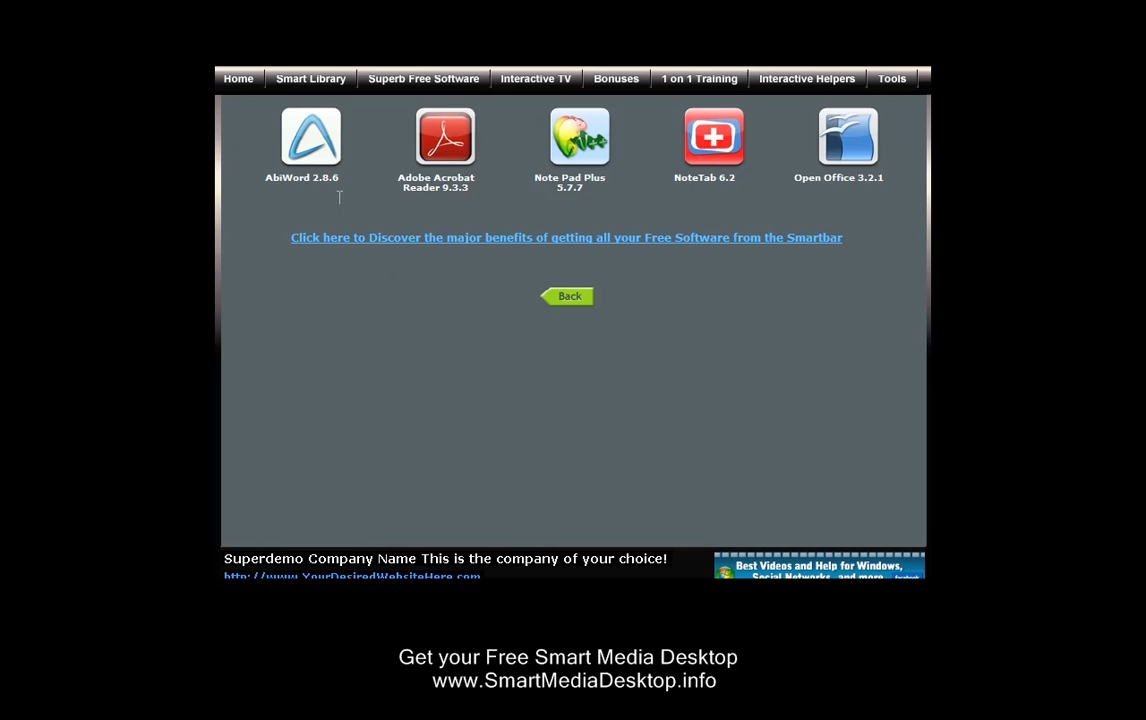 Home Smart Library Superb Free Software Interactive TV Bonuses 1 on 1 Training Interactive Helpers Tools
AbiWord 2.8.6
Adobe Acrobat
Reader 9.3.3
Note Pad Plus
5.7.7
NoteTab 6.2
Open Office 3.2.1
Click here to Discover the major benefits of getting all your Free Software from the Smartbar
Back
Superdemo Company Name This is the company of your choice!
http://www.YourDesiredWebsiteHere.com
Best Videos and Help for Windows,
Social Networks, and more
facebook
Get your Free Smart Media Desktop
www.SmartMediaDesktop.info